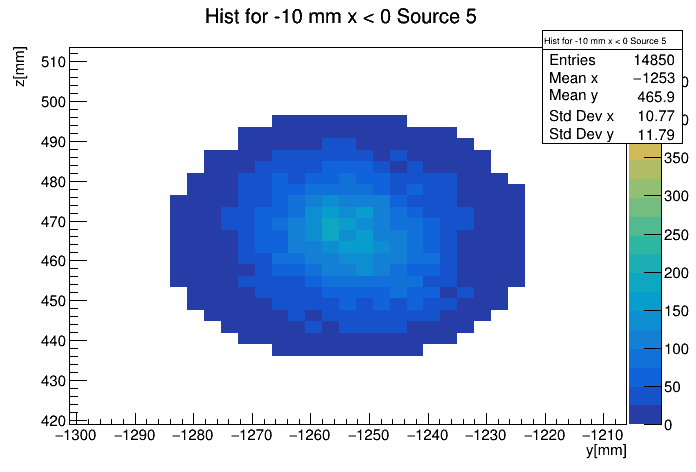 Hist for -10 mm x < 0 Source 5
z[mm]
510
500
490
480
470
460
450
440
430
420
−1300 −1290 −1280 −1270 −1260 −1250 −1240 −1230 −1220 −1210
y[mm]
Hist for -10 mm x < 0 Source 5
Entries 14850
Mean x −1253
Mean y 465.9
Std Dev x 10.77
Std Dev y 11.79
350
300
250
200
150
100
50
0